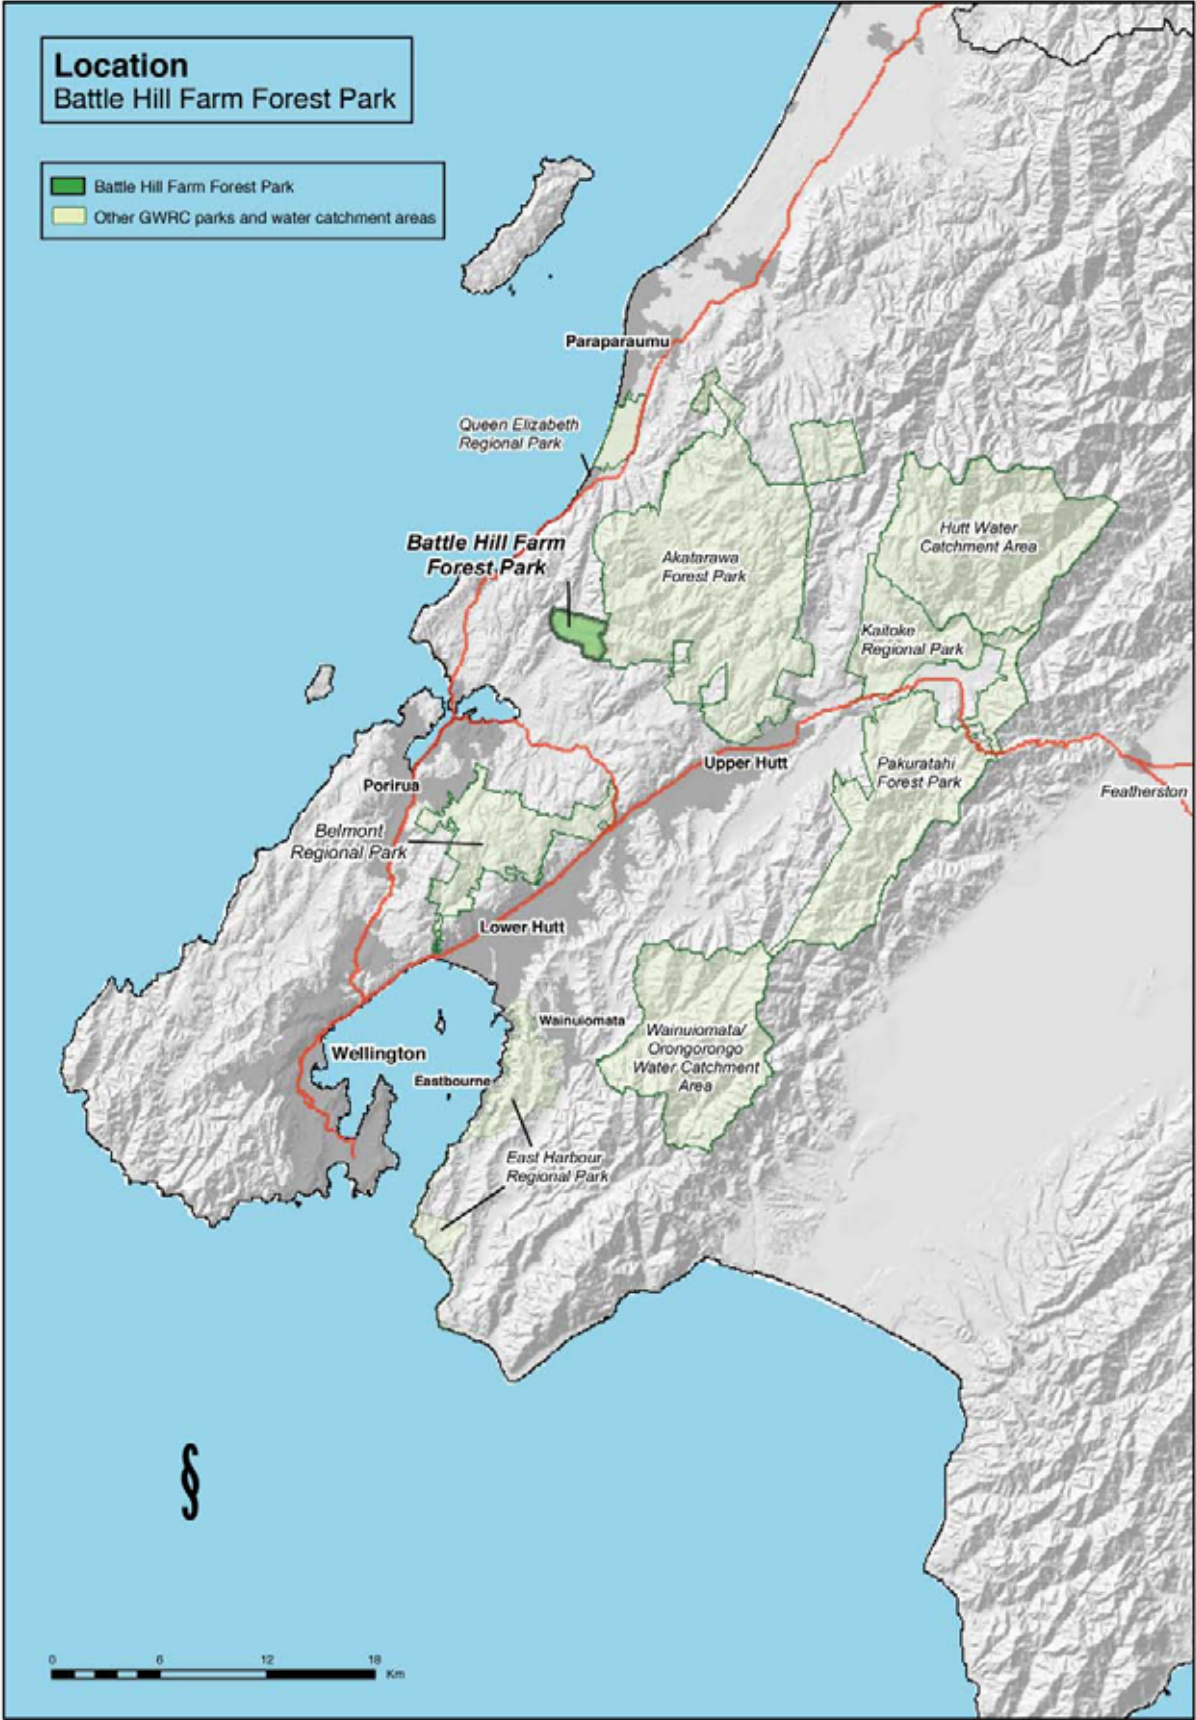 Location
Battle Hill Farm Forest Park
Battle Hill Farm Forest Park
Other GWRC parks and water catchment areas
Paraparaumu
Queen Elizabeth
Regional Park
Battle Hill Farm
Forest Park
Akatarawa
Forest Park
Hutt Water
Catchment Area
Kaitoke
Regional Park
Upper Hutt
Pakuratahi
Forest Park
Featherston
Porirua
Belmont
Regional Park
Lower Hutt
Wainuiomata
Wainuiomata/
Orongorongo
Water Catchment
Area
Wellington
Eastbourne
East Harbour
Regional Park
§
0 6 12 18
Km